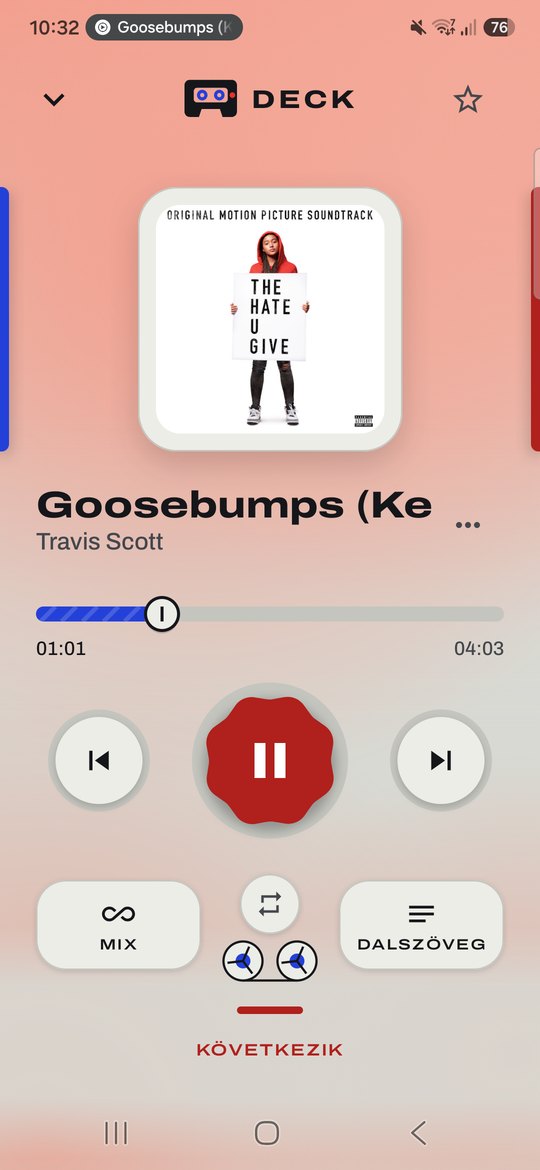 10:32 Goosebumps (K 7 76
DECK
ORIGINAL MOTION PICTURE SOUNDTRACK
THE
HATE
U
GIVE
Goosebumps (Ke
Travis Scott
01:01 04:03
MIX
DALSZÖVEG
KÖVETKEZIK